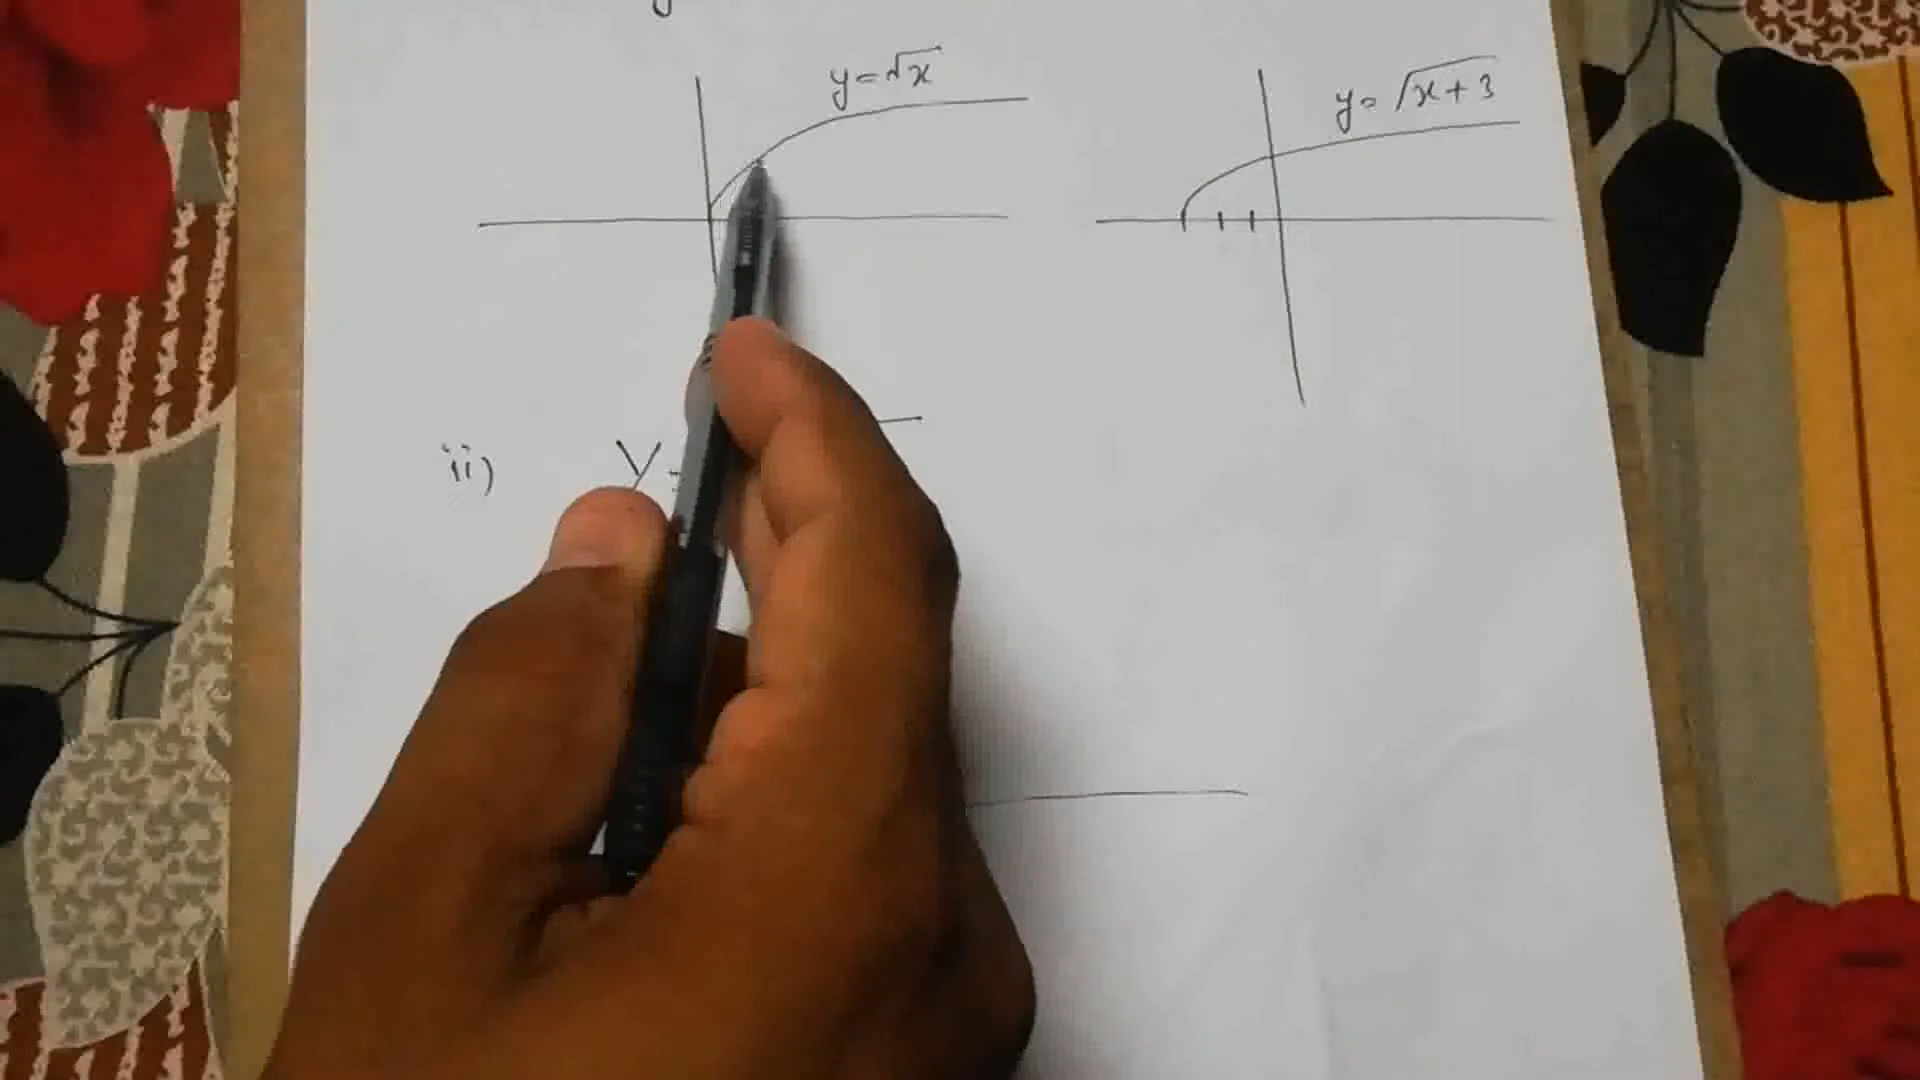 y=√x
y=√x+3
ii) Y=